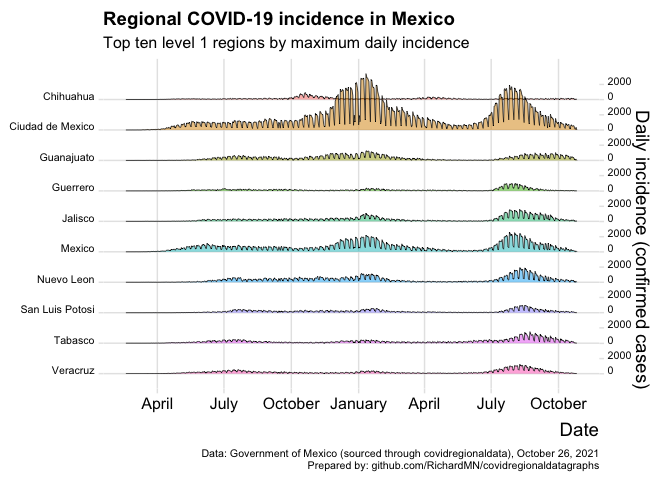 Regional COVID-19 incidence in Mexico
Top ten level 1 regions by maximum daily incidence
Chihuahua
Ciudad de Mexico
Guanajuato
Guerrero
Jalisco
Mexico
Nuevo Leon
San Luis Potosi
Tabasco
Veracruz
2000
0
2000
0
2000
0
2000
0
2000
0
2000
0
2000
0
2000
0
2000
0
2000
0
Daily incidence (confirmed cases)
April July October January April July October
Date
Data: Government of Mexico (sourced through covidregionaldata), October 26, 2021
Prepared by: github.com/RichardMN/covidregionaldatagraphs